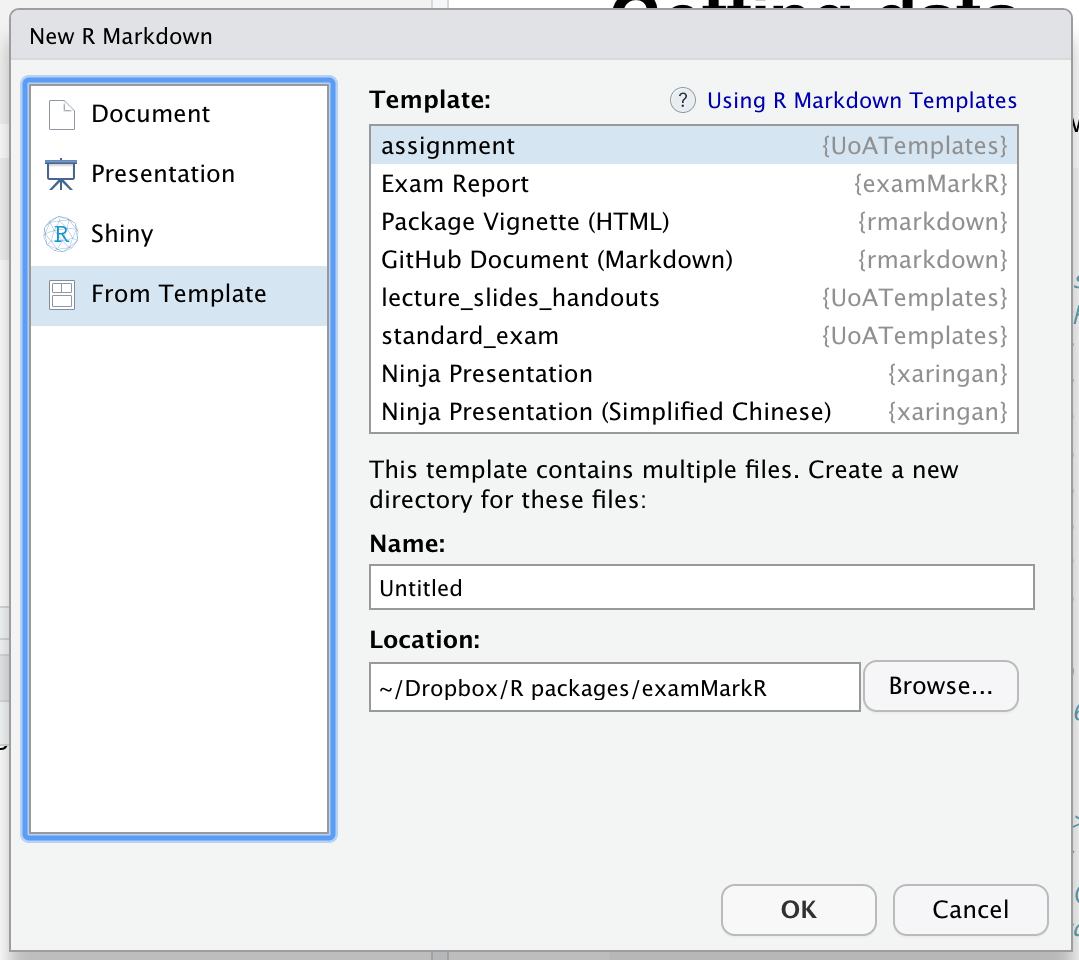 Getting data
New R Markdown
Document
Presentation
R Shiny
From Template
Template:
? Using R Markdown Templates
assignment {UoATemplates}
Exam Report {examMarkR}
Package Vignette (HTML) {rmarkdown}
GitHub Document (Markdown) {rmarkdown}
lecture_slides_handouts {UoATemplates}
standard_exam {UoATemplates}
Ninja Presentation {xaringan}
Ninja Presentation (Simplified Chinese) {xaringan}
This template contains multiple files. Create a new
directory for these files:
Name:
Untitled
Location:
~/Dropbox/R packages/examMarkR
Browse...
OK
Cancel